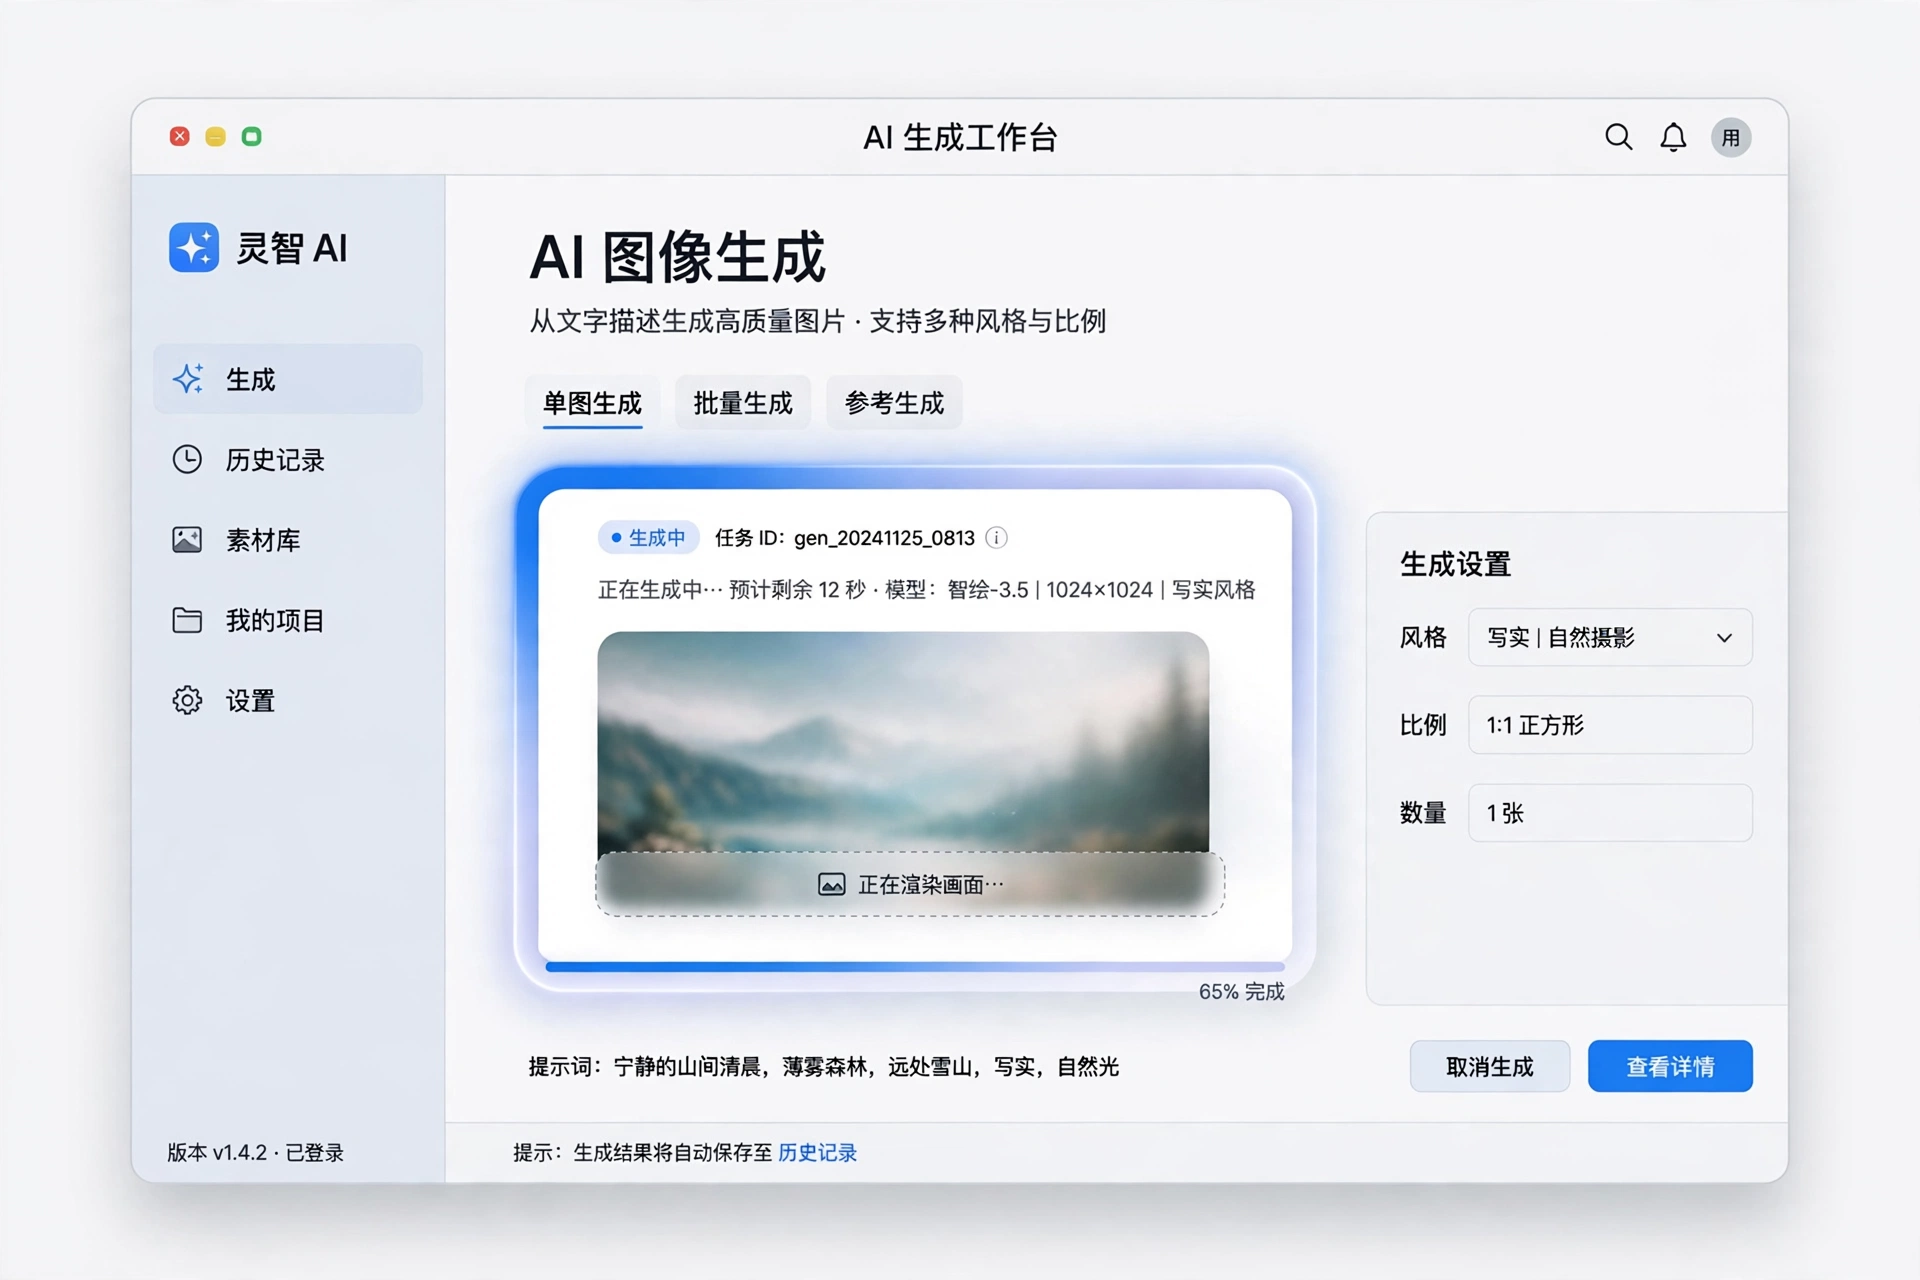 AI 生成工作台
用
灵智 AI
生成
历史记录
素材库
我的项目
设置
版本 v1.4.2 · 已登录
AI 图像生成
从文字描述生成高质量图片 · 支持多种风格与比例
单图生成 批量生成 参考生成
生成中 任务 ID：gen_20241125_0813
正在生成中… 预计剩余 12 秒 · 模型：智绘-3.5 | 1024×1024 | 写实风格
正在渲染画面…
65% 完成
提示词：宁静的山间清晨，薄雾森林，远处雪山，写实，自然光
生成设置
风格 写实 | 自然摄影
比例 1:1 正方形
数量 1 张
取消生成 查看详情
提示：生成结果将自动保存至 历史记录